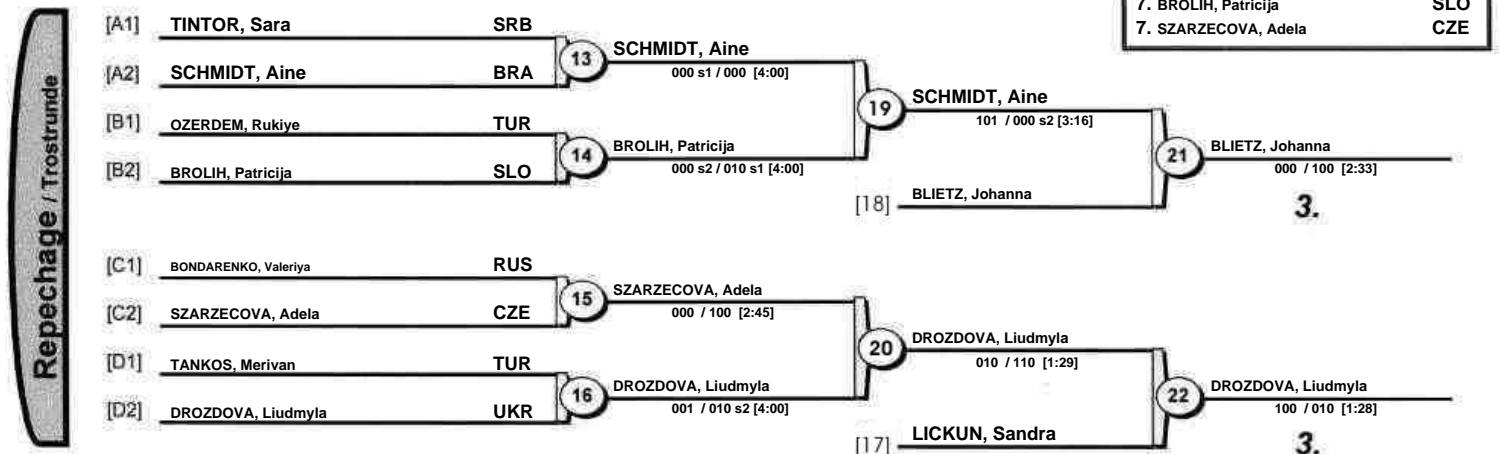 7. BROLIH, Patricija SLO
7. SZARZECOVA, Adela CZE
Repechage / Trostrunde
[A1] TINTOR, Sara SRB
[A2] SCHMIDT, Aine BRA
13 SCHMIDT, Aine
000 s1 / 000 [4:00]
[B1] OZERDEM, Rukiye TUR
[B2] BROLIH, Patricija SLO
14 BROLIH, Patricija
000 s2 / 010 s1 [4:00]
19 SCHMIDT, Aine
101 / 000 s2 [3:16]
[18] BLIETZ, Johanna
21 BLIETZ, Johanna
000 / 100 [2:33]
3.
[C1] BONDARENKO, Valeriya RUS
[C2] SZARZECOVA, Adela CZE
15 SZARZECOVA, Adela
000 / 100 [2:45]
[D1] TANKOS, Merivan TUR
[D2] DROZDOVA, Liudmyla UKR
16 DROZDOVA, Liudmyla
001 / 010 s2 [4:00]
20 DROZDOVA, Liudmyla
010 / 110 [1:29]
[17] LICKUN, Sandra
22 DROZDOVA, Liudmyla
100 / 010 [1:28]
3.